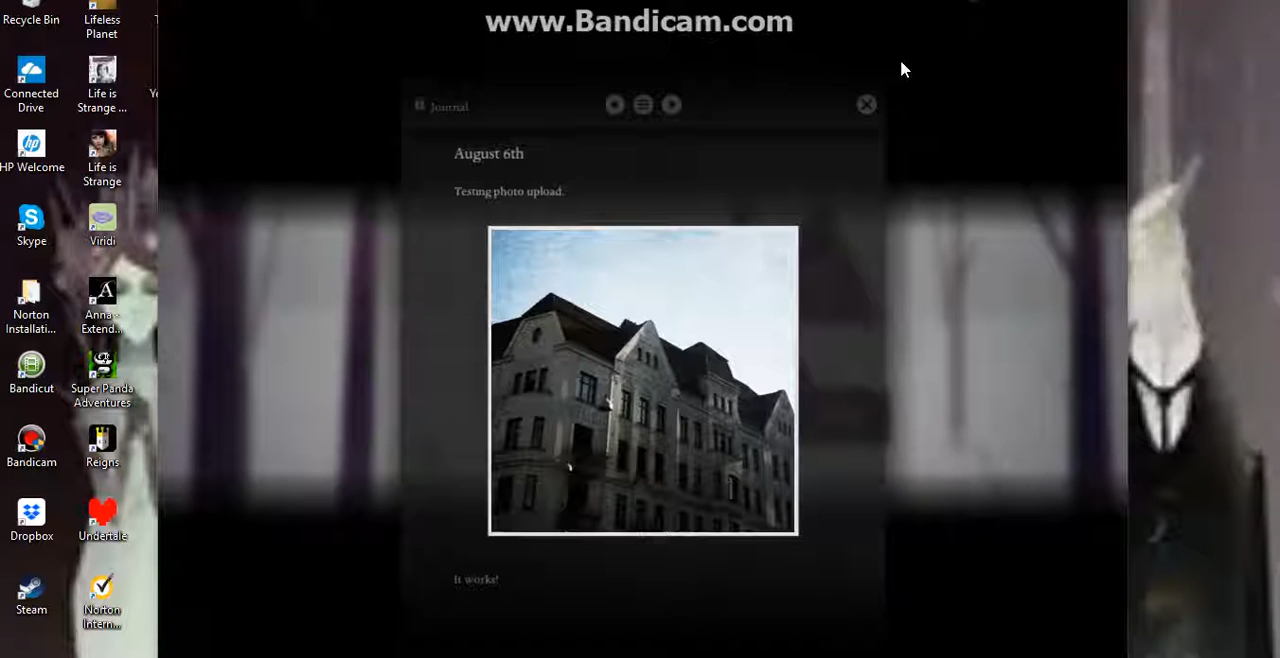 www.Bandicam.com
Recycle Bin
Lifeless
Planet
Connected
Drive
Life is
Strange ...
HP Welcome
Life is
Strange
Skype
Viridi
Norton
Installati...
Anna -
Extend...
Bandicut
Super Panda
Adventures
Bandicam
Reigns
Dropbox
Undertale
Steam
Norton
Intern...
Journal
August 6th
Testing photo upload.
It works!